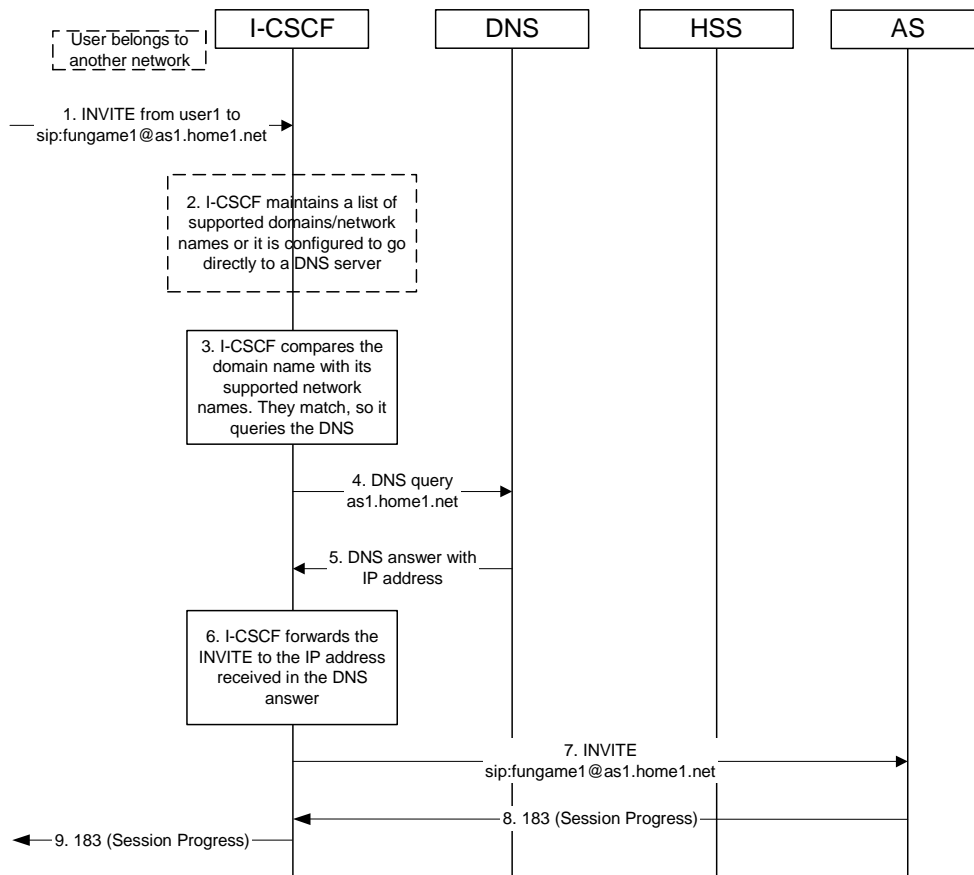 I-CSCF
DNS
HSS
AS
User belongs to
another network
1. INVITE from user1 to
sip:fungame1@as1.home1.net
2. I-CSCF maintains a list of
supported domains/network
names or it is configured to go
directly to a DNS server
3. I-CSCF compares the
domain name with its
supported network
names. They match, so it
queries the DNS
4. DNS query
as1.home1.net
5. DNS answer with
IP address
6. I-CSCF forwards the
INVITE to the IP address
received in the DNS
answer
7. INVITE
sip:fungame1@as1.home1.net
8. 183 (Session Progress)
9. 183 (Session Progress)